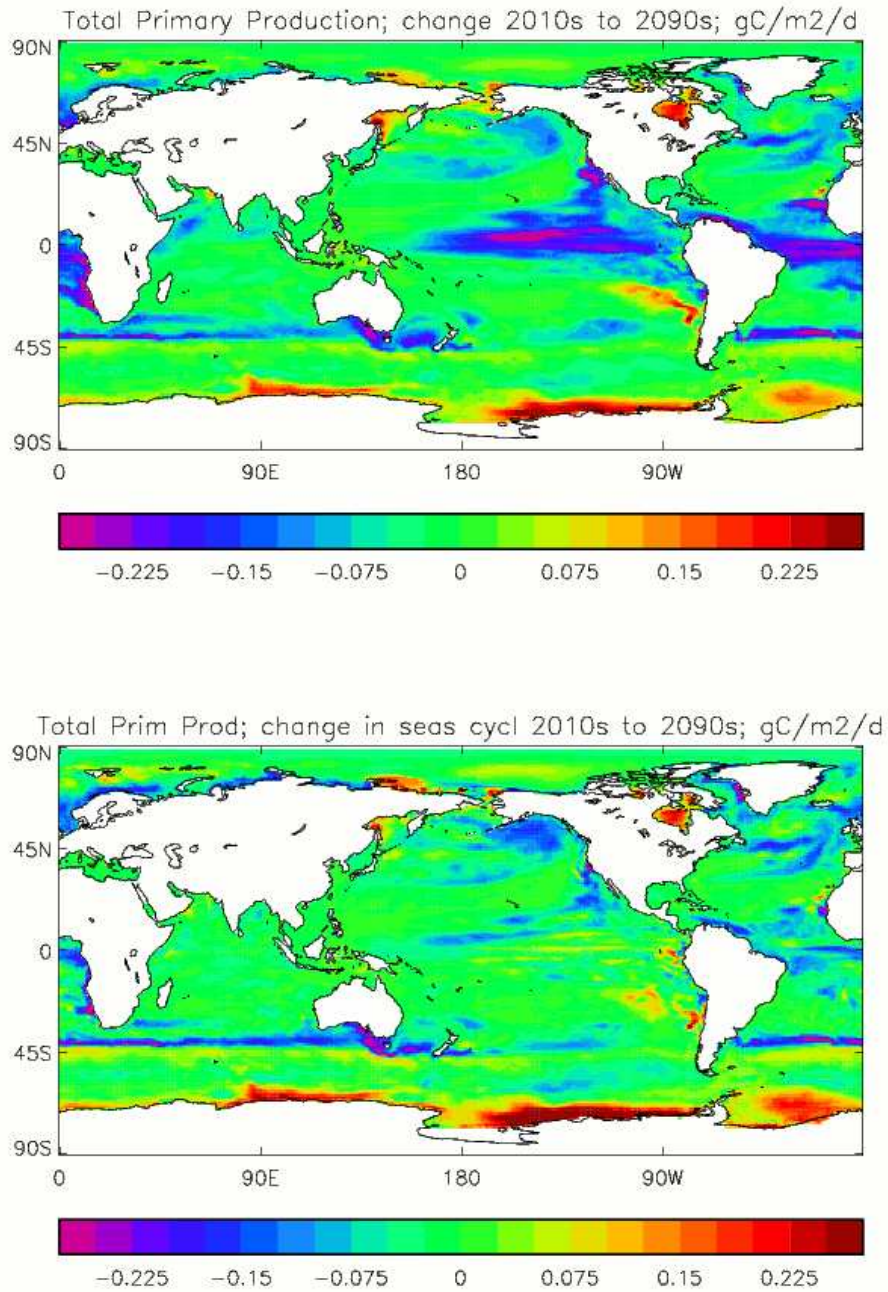 Total Primary Production; change 2010s to 2090s; gC/m2/d
90N
45N
0
45S
90S
0 90E 180 90W
−0.225 −0.15 −0.075 0 0.075 0.15 0.225
Total Prim Prod; change in seas cycl 2010s to 2090s; gC/m2/d
90N
45N
0
45S
90S
0 90E 180 90W
−0.225 −0.15 −0.075 0 0.075 0.15 0.225